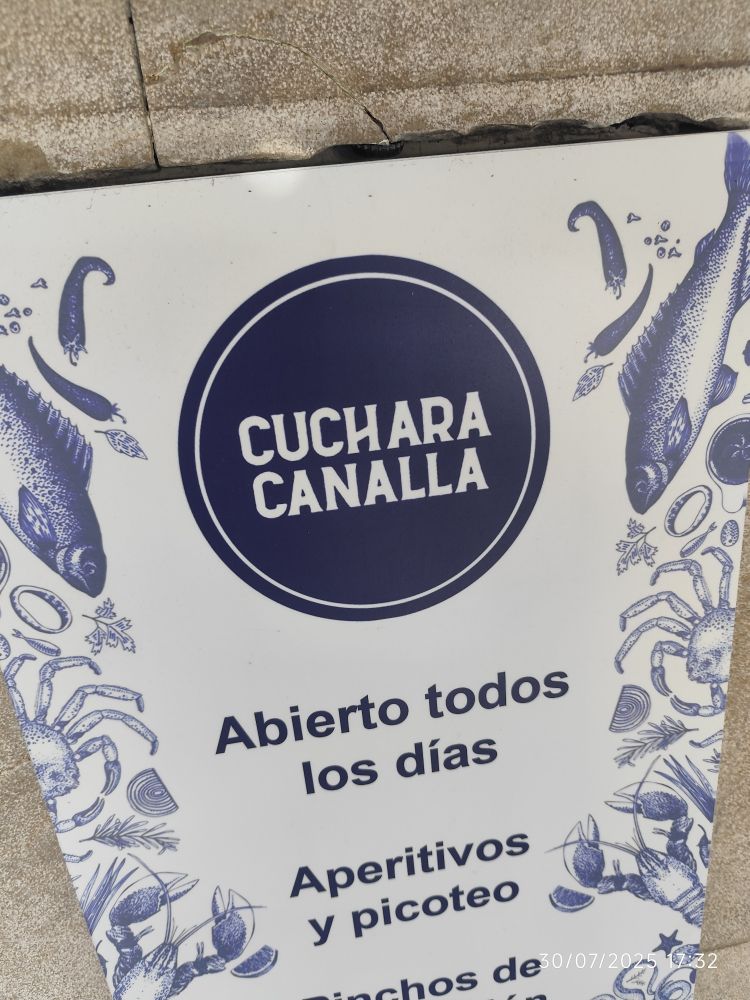 CUCHARA
CANALLA
Abierto todos
los días
Aperitivos
y picoteo
Pinchos de
30/07/2025 17:32